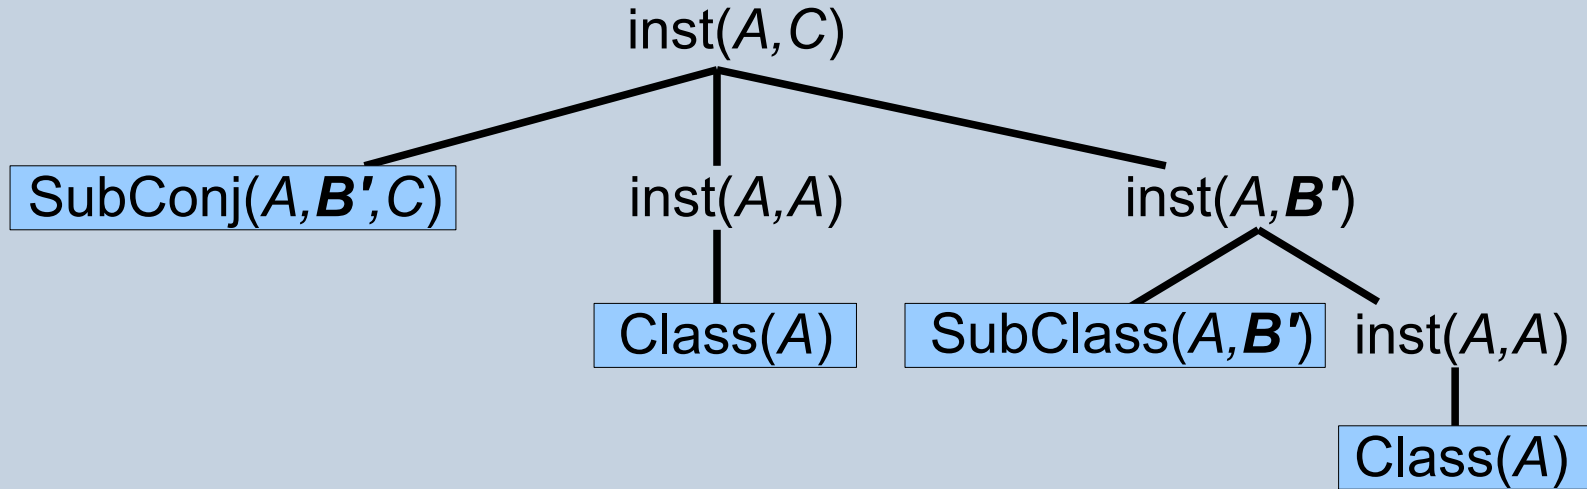 inst(A,C)
SubConj(A,B',C)
inst(A,A)
inst(A,B')
Class(A)
SubClass(A,B')
inst(A,A)
Class(A)